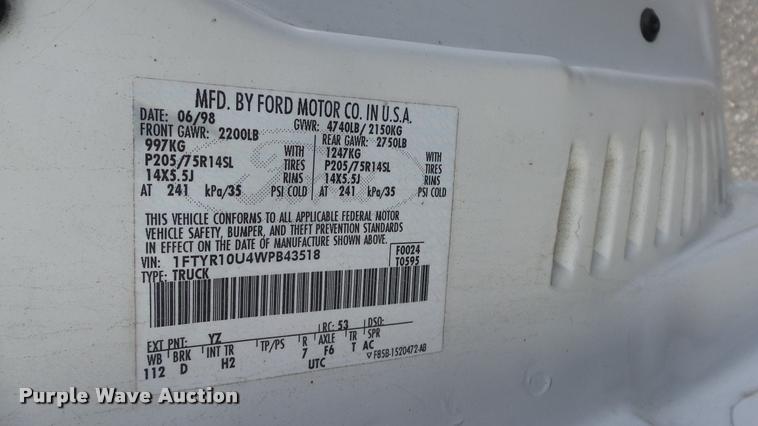 MFD. BY FORD MOTOR CO. IN U.S.A.
DATE: 06/98 GVWR: 4740LB/ 2150KG
FRONT GAWR: 2200LB REAR GAWR: 2750LB
997KG WITH 1247KG WITH
P205/75R14SL TIRES P205/75R14SL TIRES
14X5.5J RIMS 14X5.5J RIMS
AT 241 kPa/35 PSI COLD AT 241 kPa/35 PSI COLD
THIS VEHICLE CONFORMS TO ALL APPLICABLE FEDERAL MOTOR
VEHICLE SAFETY, BUMPER, AND THEFT PREVENTION STANDARDS
IN EFFECT ON THE DATE OF MANUFACTURE SHOWN ABOVE.
VIN: 1FTYR10U4WPB43518 F0024
TYPE: TRUCK T0595
EXT PNT: YZ RC: 53 DSO:
WB BRK INT TR TP/PS R AXLE TR SPR
112 D H2 7 F6 T AC
UTC ▽ F85B-1520472-AB
Purple Wave Auction